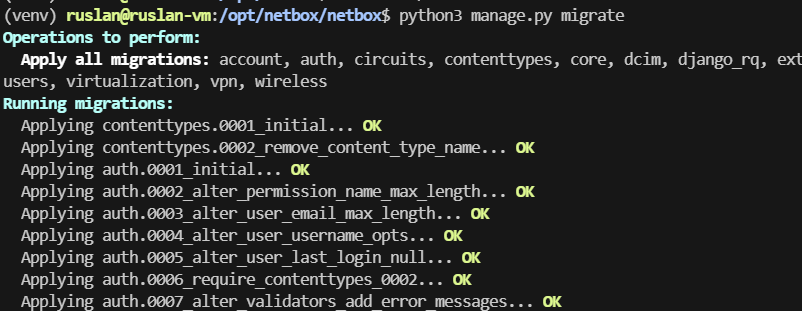 (venv) ruslan@ruslan-vm:/opt/netbox/netbox$ python3 manage.py migrate
Operations to perform:
  Apply all migrations: account, auth, circuits, contenttypes, core, dcim, django_rq, ext
users, virtualization, vpn, wireless
Running migrations:
  Applying contenttypes.0001_initial... OK
  Applying contenttypes.0002_remove_content_type_name... OK
  Applying auth.0001_initial... OK
  Applying auth.0002_alter_permission_name_max_length... OK
  Applying auth.0003_alter_user_email_max_length... OK
  Applying auth.0004_alter_user_username_opts... OK
  Applying auth.0005_alter_user_last_login_null... OK
  Applying auth.0006_require_contenttypes_0002... OK
  Applying auth.0007_alter_validators_add_error_messages... OK